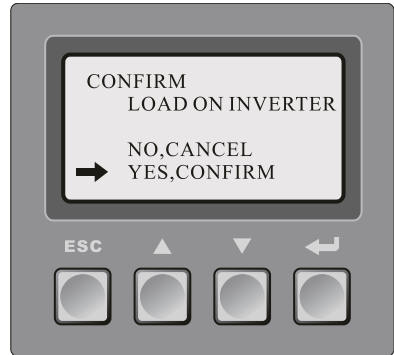 CONFIRM
LOAD ON INVERTER
NO,CANCEL
YES,CONFIRM
ESC